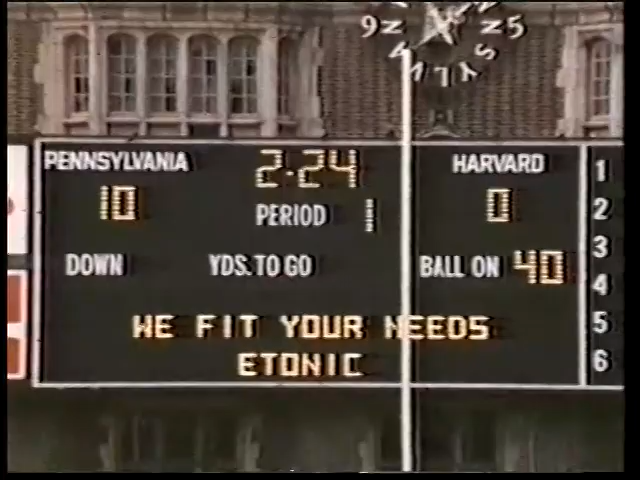 PENNSYLVANIA 2:24 HARVARD
10 PERIOD 1 0
DOWN YDS. TO GO BALL ON 40
WE FIT YOUR NEEDS
ETONIC
1
2
3
4
5
6